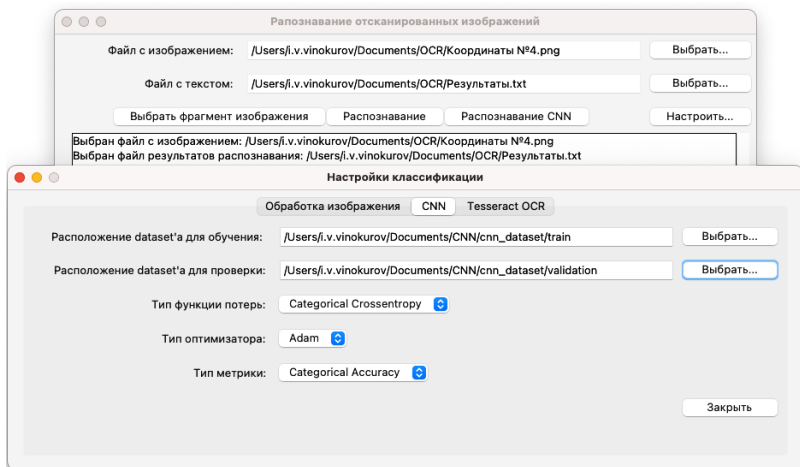 Рапознавание отсканированных изображений
Файл с изображением: /Users/i.v.vinokurov/Documents/OCR/Координаты №4.png Выбрать...
Файл с текстом: /Users/i.v.vinokurov/Documents/OCR/Результаты.txt Выбрать...
Выбрать фрагмент изображения Распознавание Распознавание CNN Настроить...
Выбран файл с изображением: /Users/i.v.vinokurov/Documents/OCR/Координаты №4.png
Выбран файл результатов распознавания: /Users/i.v.vinokurov/Documents/OCR/Результаты.txt
Настройки классификации
Обработка изображения CNN Tesseract OCR
Расположение dataset'а для обучения: /Users/i.v.vinokurov/Documents/CNN/cnn_dataset/train Выбрать...
Расположение dataset'а для проверки: /Users/i.v.vinokurov/Documents/CNN/cnn_dataset/validation Выбрать...
Тип функции потерь: Categorical Crossentropy
Тип оптимизатора: Adam
Тип метрики: Categorical Accuracy
Закрыть